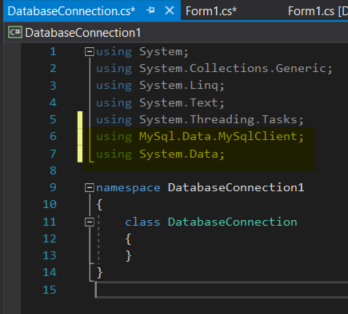 DatabaseConnection.cs* Form1.cs* Form1.cs [D
C# DatabaseConnection1
1 using System;
2 using System.Collections.Generic;
3 using System.Linq;
4 using System.Text;
5 using System.Threading.Tasks;
6 using MySql.Data.MySqlClient;
7 using System.Data;
8
9 namespace DatabaseConnection1
10 {
11 class DatabaseConnection
12 {
13 }
14 }
15